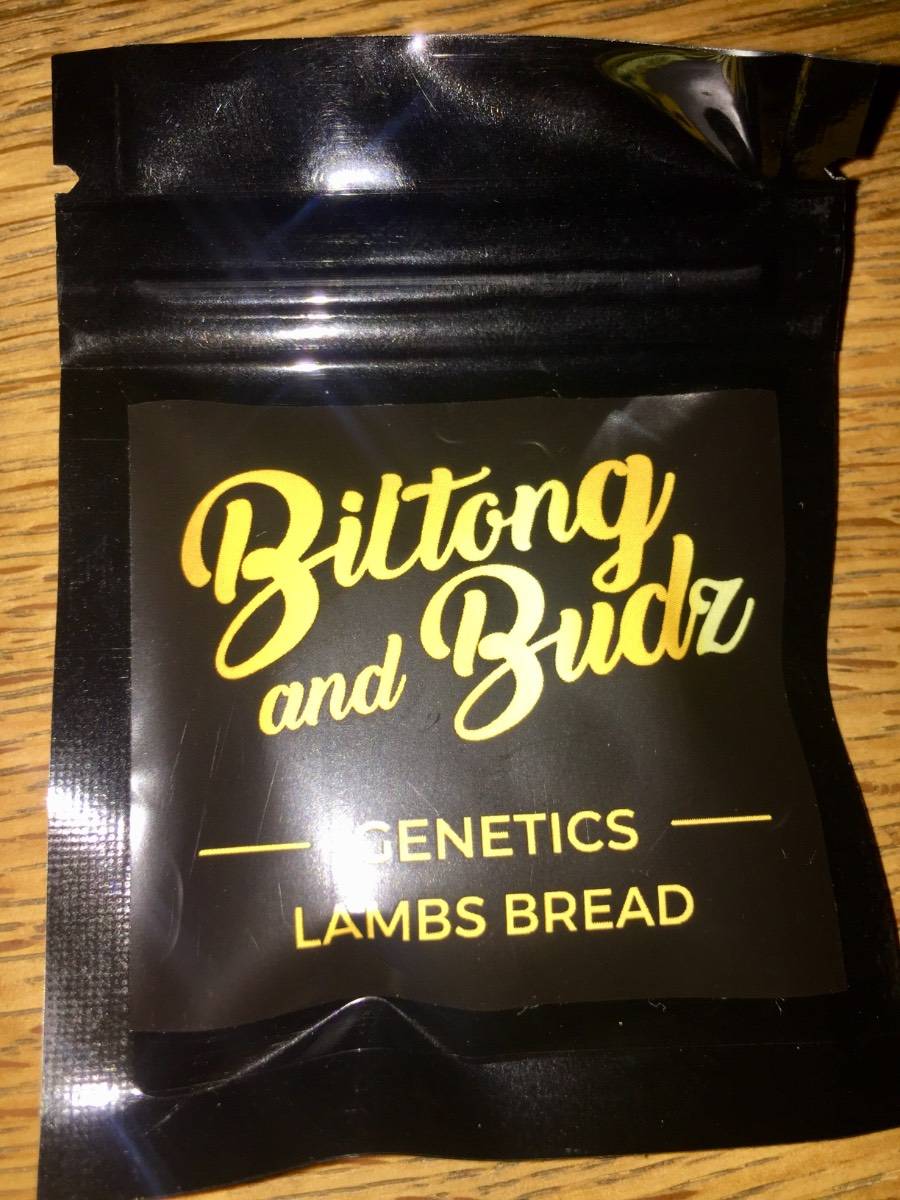 Biltong
and Budz
GENETICS
LAMBS BREAD